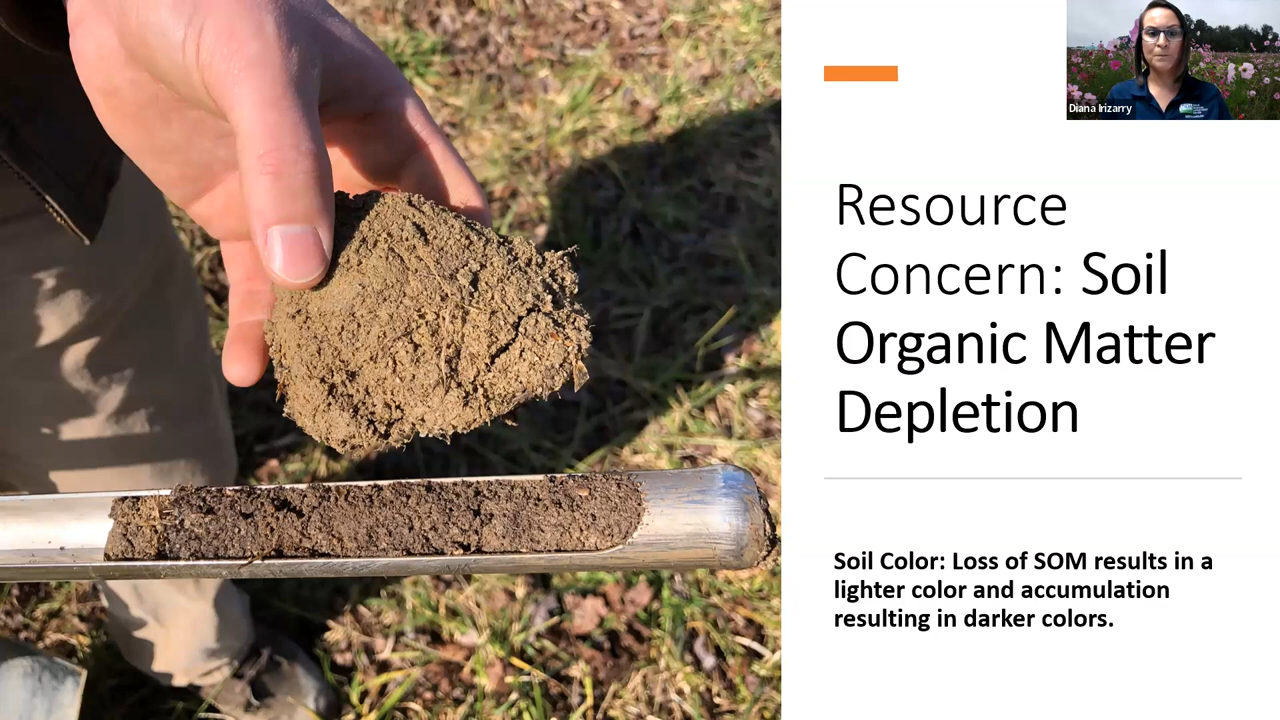 Diana Irizarry
Resource
Concern: Soil
Organic Matter
Depletion
Soil Color: Loss of SOM results in a
lighter color and accumulation
resulting in darker colors.